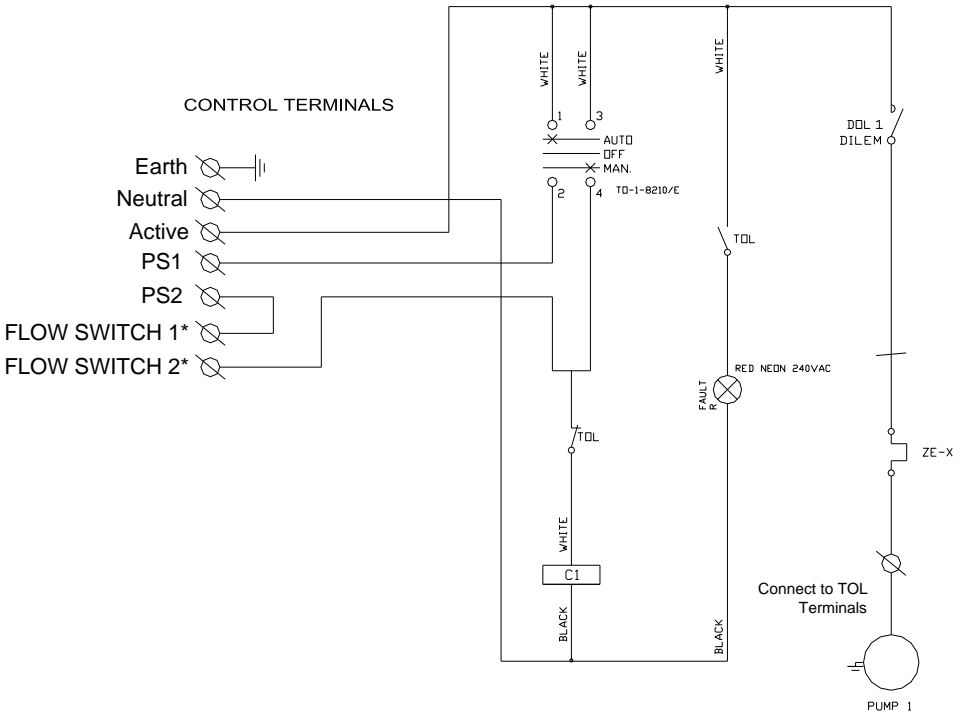 CONTROL TERMINALS
Earth
Neutral
Active
PS1
PS2
FLOW SWITCH 1*
FLOW SWITCH 2*
WHITE
WHITE
1
3
AUTO
OFF
MAN.
2
4
TO-1-8210/E
TOL
WHITE
C1
BLACK
WHITE
TOL
RED NEON 240VAC
FAULT
R
BLACK
DOL 1
DILEM
ZE-X
Connect to TOL
Terminals
PUMP 1